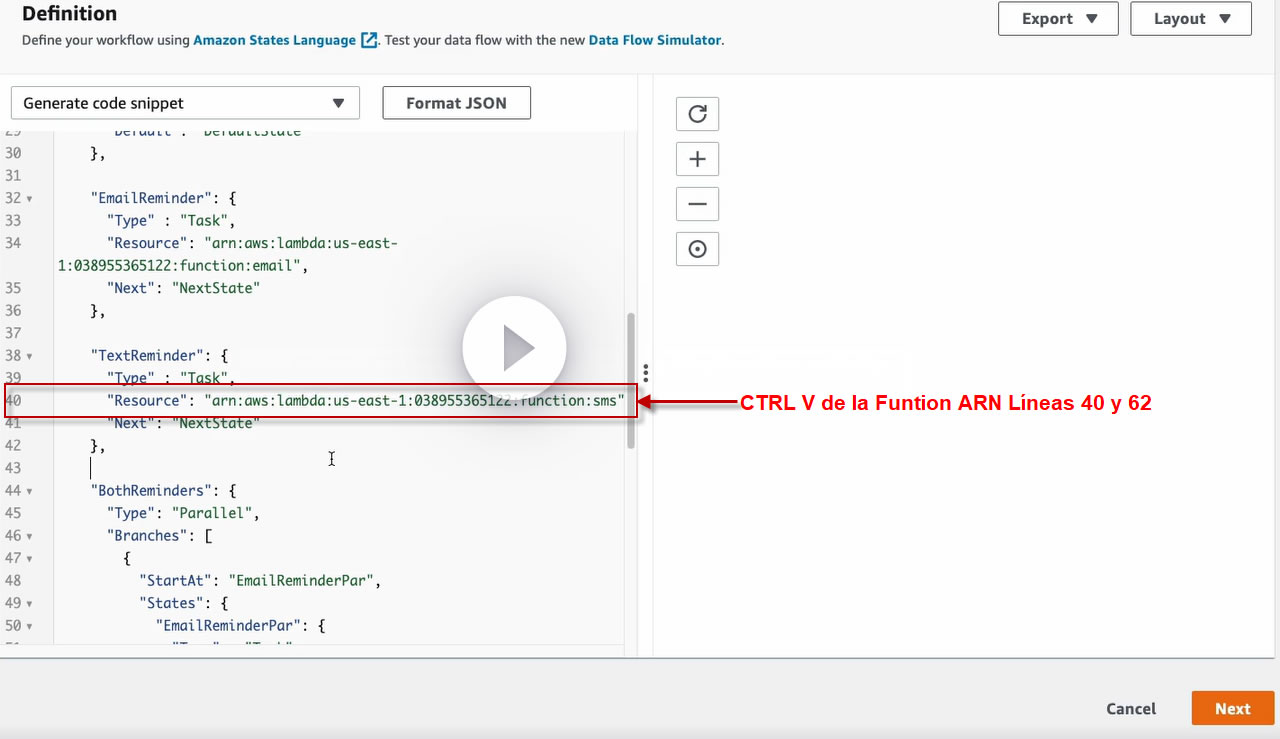 Definition
Export ▼
Layout ▼
Define your workflow using Amazon States Language. Test your data flow with the new Data Flow Simulator.
Generate code snippet ▼
Format JSON
29 "Default": "DefaultState"
30 },
31
32 "EmailReminder": {
33 "Type" : "Task",
34 "Resource": "arn:aws:lambda:us-east-
1:038955365122:function:email",
35 "Next": "NextState"
36 },
37
38 "TextReminder": {
39 "Type" : "Task",
40 "Resource": "arn:aws:lambda:us-east-1:038955365122:function:sms"
CTRL V de la Funtion ARN Líneas 40 y 62
41 "Next": "NextState"
42 },
43
44 "BothReminders": {
45 "Type": "Parallel",
46 "Branches": [
47 {
48 "StartAt": "EmailReminderPar",
49 "States": {
50 "EmailReminderPar": {
Cancel
Next